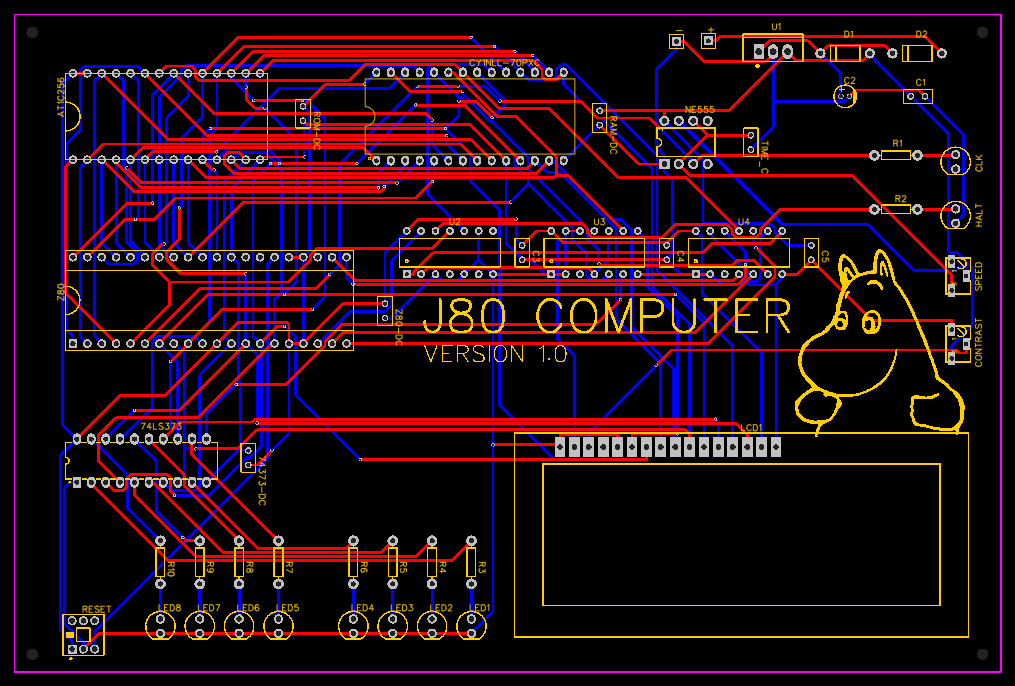 - +
U1
D1
D2
AT1C256
CY1NLL-70PXC
C2
C1
ROM-DC
RAM-DC
NE555
TIME-C
R1
CLK
R2
HALT
U2
U3
U4
C3
C4
C5
SPEED
Z80
Z80-DC
J80 COMPUTER
VERSION 1.0
CONTRAST
74LS373
LCD1
74373-DC
R10
R9
R8
R7
R6
R5
R4
R3
RESET
LED8
LED7
LED6
LED5
LED4
LED3
LED2
LED1